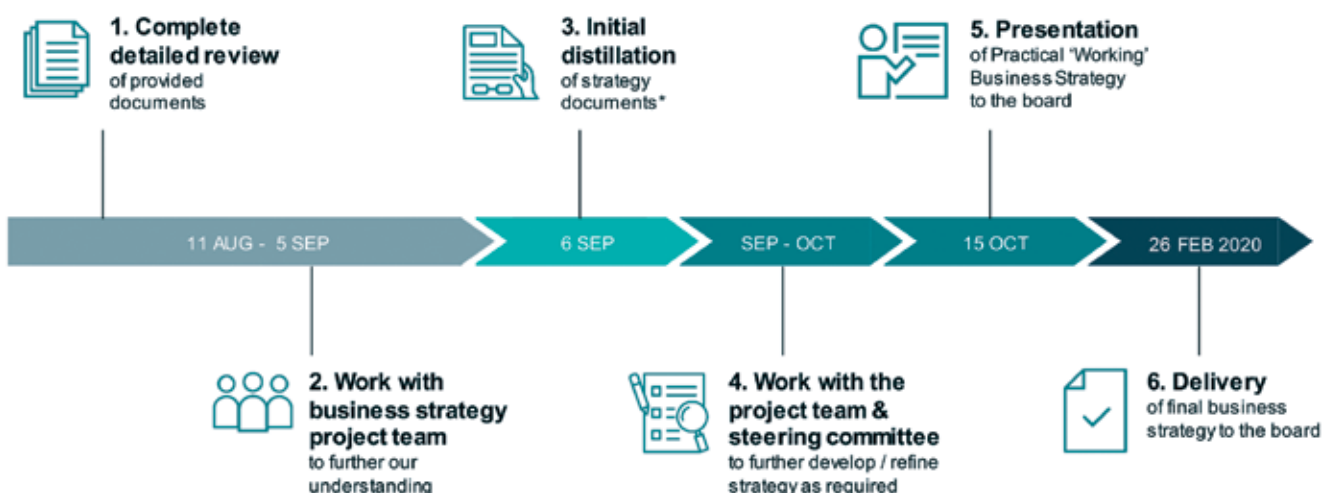 1. Complete
detailed review
of provided
documents
3. Initial
distillation
of strategy
documents*
5. Presentation
of Practical 'Working'
Business Strategy
to the board
11 AUG - 5 SEP
6 SEP
SEP - OCT
15 OCT
26 FEB 2020
2. Work with
business strategy
project team
to further our
understanding
4. Work with the
project team &
steering committee
to further develop / refine
strategy as required
6. Delivery
of final business
strategy to the board